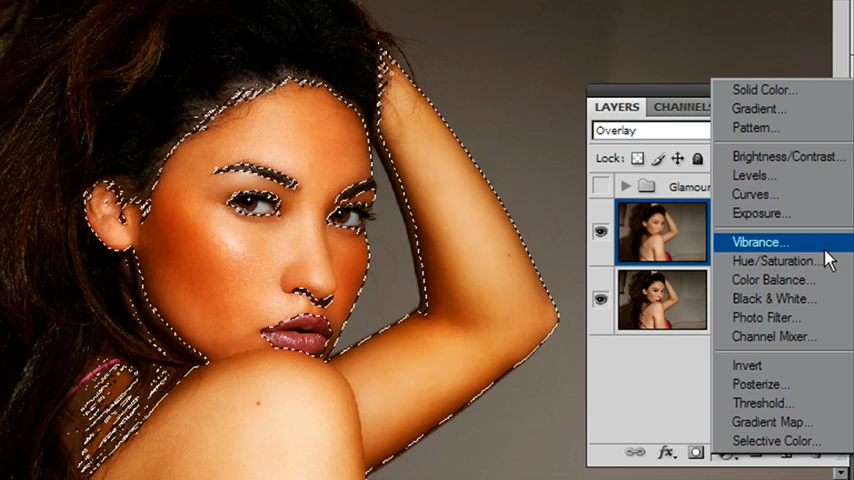 LAYERS
CHANNELS
Overlay
Lock:
Glamour
Solid Color...
Gradient...
Pattern...
Brightness/Contrast...
Levels...
Curves...
Exposure...
Vibrance...
Hue/Saturation...
Color Balance...
Black & White...
Photo Filter...
Channel Mixer...
Invert
Posterize...
Threshold...
Gradient Map...
Selective Color...
fx